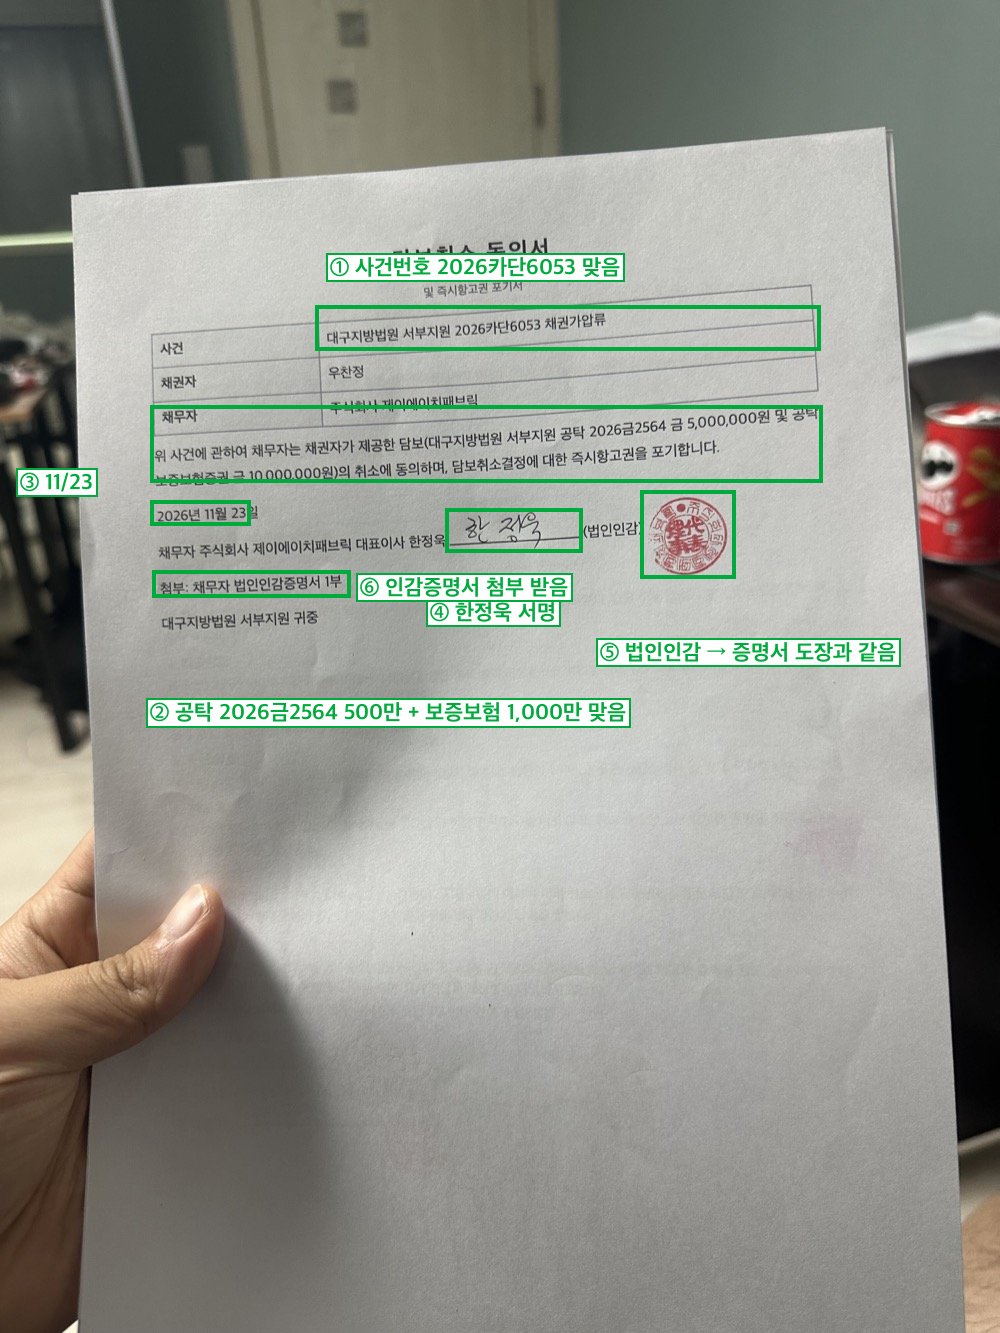 담보취소 동의서
① 사건번호 2026카단6053 맞음
및 즉시항고권 포기서
사건 대구지방법원 서부지원 2026카단6053 채권가압류
채권자 우찬정
채무자 주식회사 제이에이치패브릭
위 사건에 관하여 채무자는 채권자가 제공한 담보(대구지방법원 서부지원 공탁 2026금2564 금 5,000,000원 및 공탁
보증보험증권 금 10,000,000원)의 취소에 동의하며, 담보취소결정에 대한 즉시항고권을 포기합니다.
③ 11/23
2026년 11월 23일
채무자 주식회사 제이에이치패브릭 대표이사 한정욱 한정욱 (법인인감)
첨부: 채무자 법인인감증명서 1부
⑥ 인감증명서 첨부 받음
④ 한정욱 서명
대구지방법원 서부지원 귀중
⑤ 법인인감 → 증명서 도장과 같음
② 공탁 2026금2564 500만 + 보증보험 1,000만 맞음